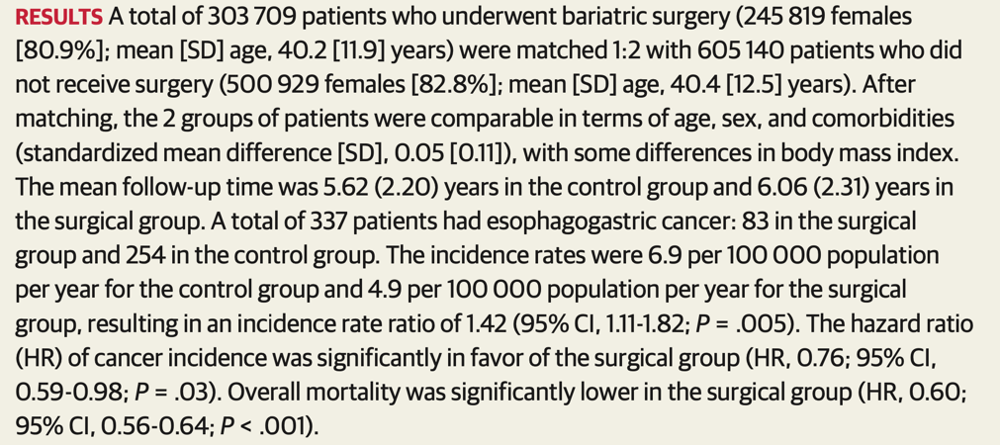 RESULTS A total of 303 709 patients who underwent bariatric surgery (245 819 females
[80.9%]; mean [SD] age, 40.2 [11.9] years) were matched 1:2 with 605 140 patients who did
not receive surgery (500 929 females [82.8%]; mean [SD] age, 40.4 [12.5] years). After
matching, the 2 groups of patients were comparable in terms of age, sex, and comorbidities
(standardized mean difference [SD], 0.05 [0.11]), with some differences in body mass index.
The mean follow-up time was 5.62 (2.20) years in the control group and 6.06 (2.31) years in
the surgical group. A total of 337 patients had esophagogastric cancer: 83 in the surgical
group and 254 in the control group. The incidence rates were 6.9 per 100 000 population
per year for the control group and 4.9 per 100 000 population per year for the surgical
group, resulting in an incidence rate ratio of 1.42 (95% CI, 1.11-1.82; P = .005). The hazard ratio
(HR) of cancer incidence was significantly in favor of the surgical group (HR, 0.76; 95% CI,
0.59-0.98; P = .03). Overall mortality was significantly lower in the surgical group (HR, 0.60;
95% CI, 0.56-0.64; P < .001).